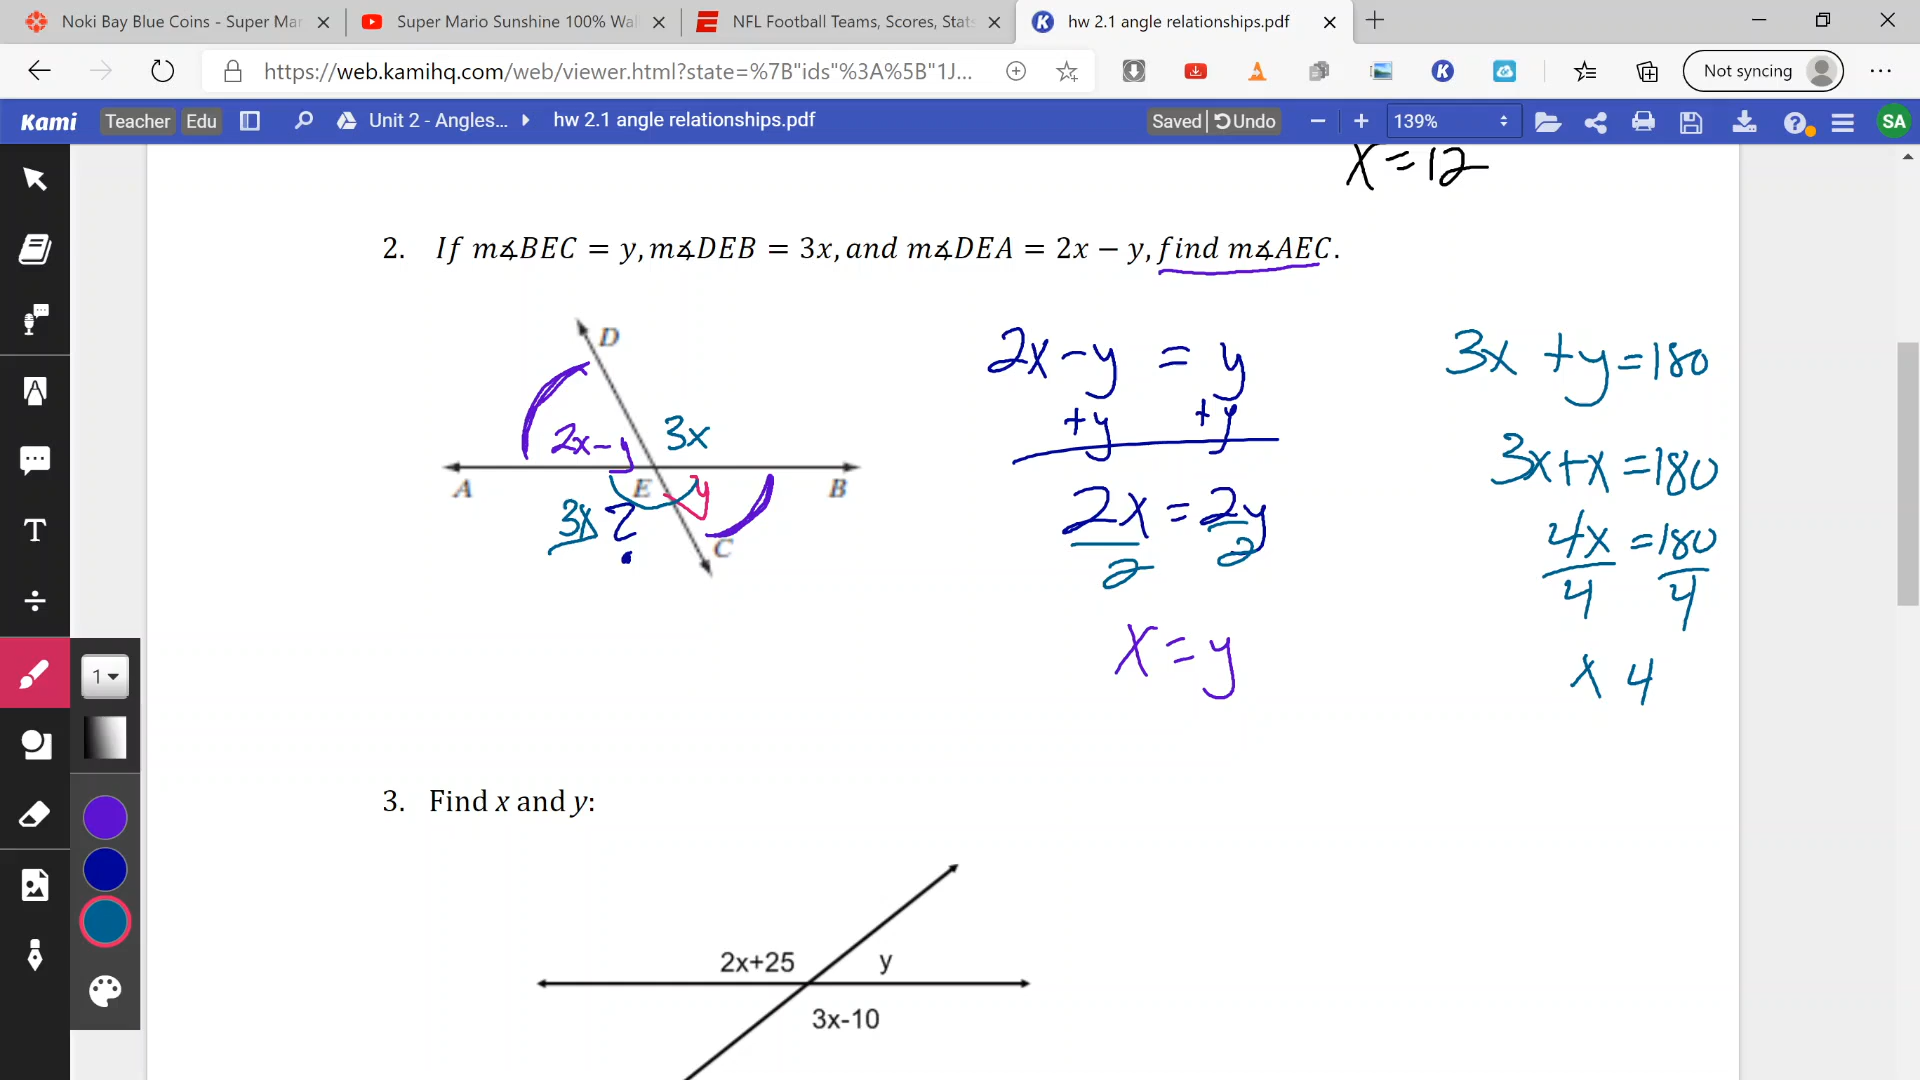 Noki Bay Blue Coins - Super Mar
Super Mario Sunshine 100% Wal
NFL Football Teams, Scores, Stats
hw 2.1 angle relationships.pdf
https://web.kamihq.com/web/viewer.html?state=%7B"ids"%3A%5B"1J...
Not syncing
Kami Teacher Edu
Unit 2 - Angles... hw 2.1 angle relationships.pdf
Saved Undo
139%
SA
x = 12
2. If m∡BEC = y, m∡DEB = 3x, and m∡DEA = 2x − y, find m∡AEC.
D
2x-y 3x
A E y B
3x ?
C
2x - y = y
+y +y
2x = 2y
2 2
x = y
3x + y = 180
3x + x = 180
4x = 180
4 4
x 4
1
T
3. Find x and y:
2x+25 y
3x-10